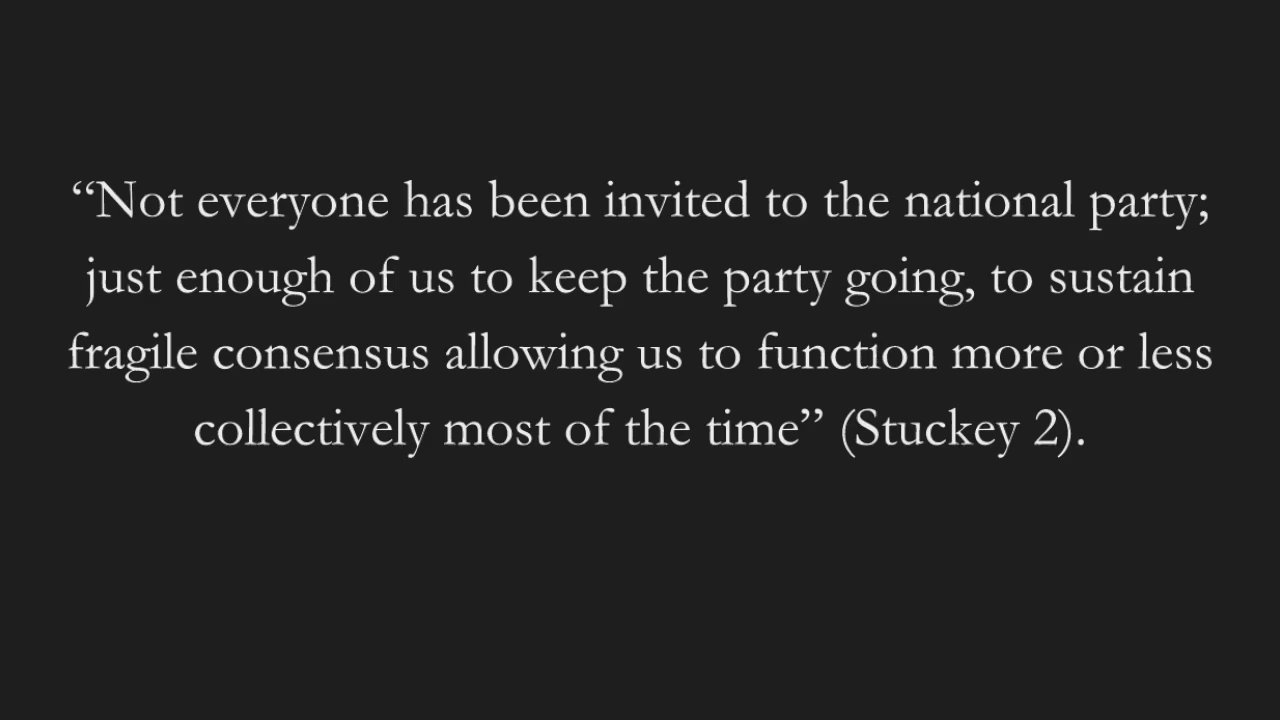 “Not everyone has been invited to the national party;
just enough of us to keep the party going, to sustain
fragile consensus allowing us to function more or less
collectively most of the time” (Stuckey 2).